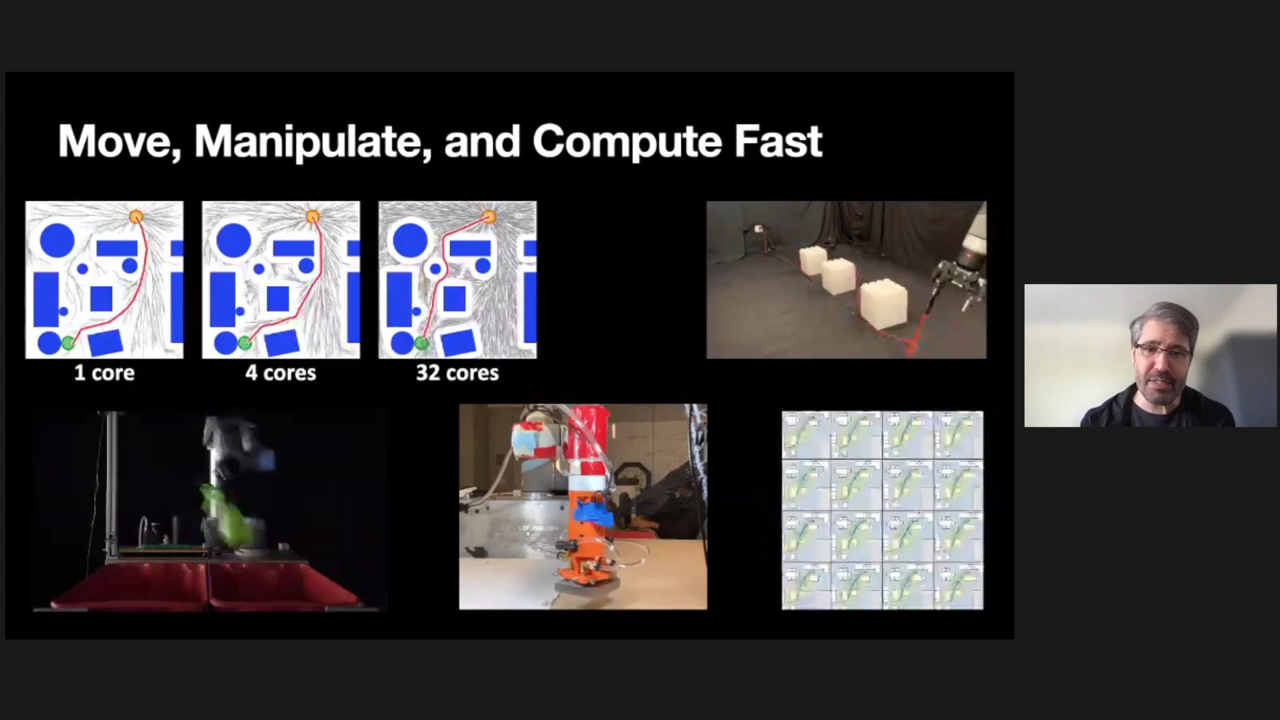 Move, Manipulate, and Compute Fast
1 core
4 cores
32 cores